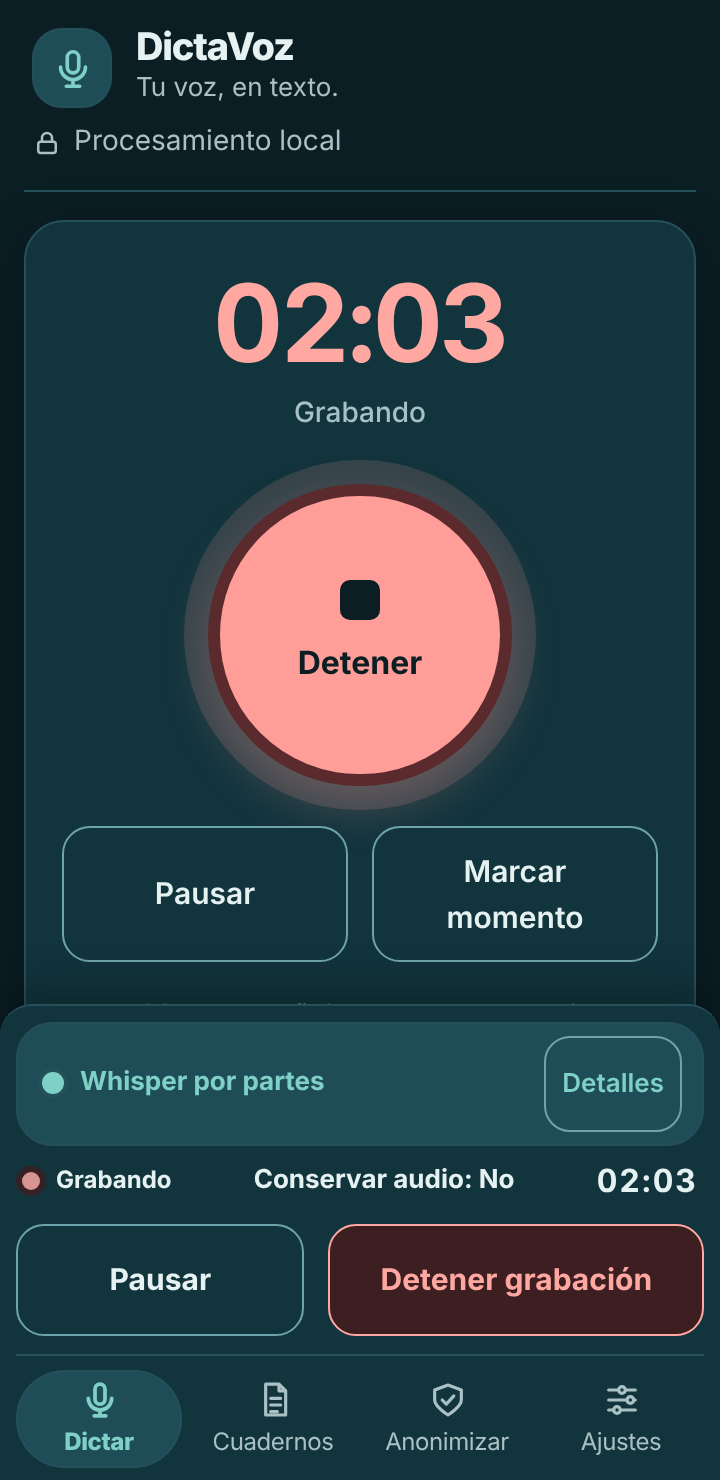 DictaVoz
Tu voz, en texto.
Procesamiento local
02:03
Grabando
Detener
Pausar
Marcar
momento
Whisper por partes
Detalles
Grabando
Conservar audio: No
02:03
Pausar
Detener grabación
Dictar
Cuadernos
Anonimizar
Ajustes